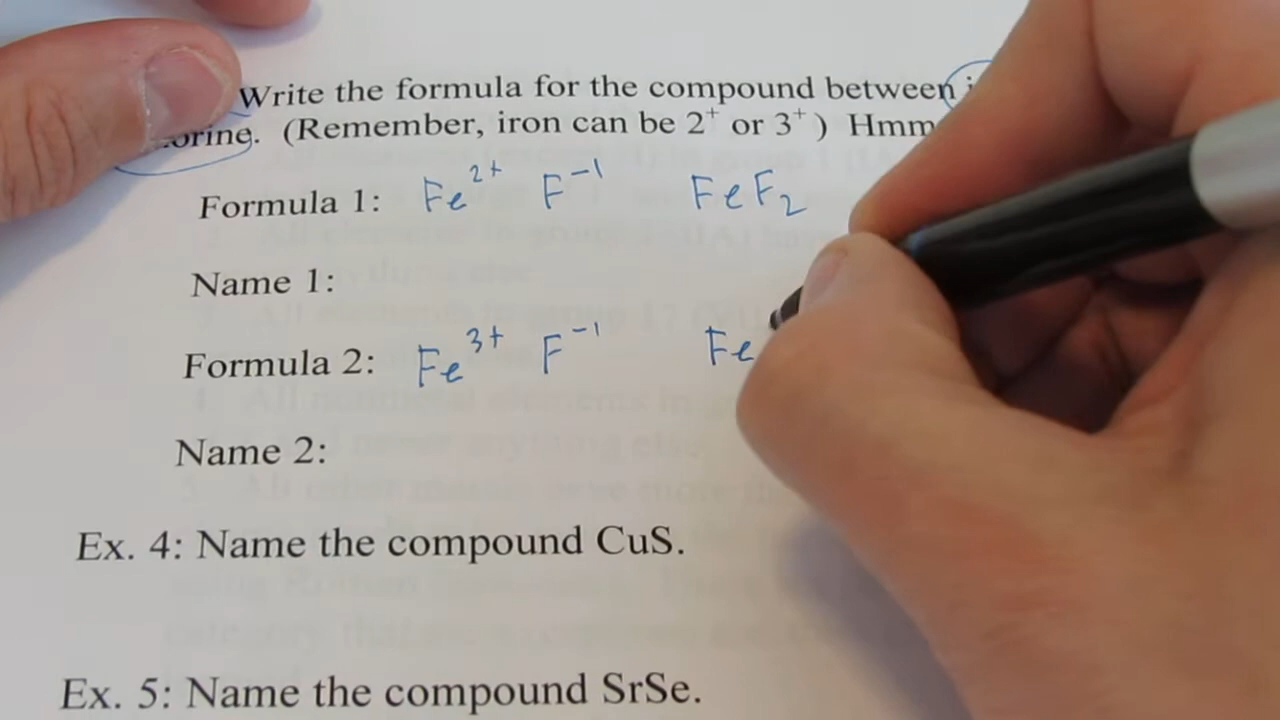 Write the formula for the compound between
(Remember, iron can be 2+ or 3+ ) Hmm
Formula 1: Fe2+ F-1 FeF2
Name 1:
Formula 2: Fe3+ F-1 Fe
Name 2:
Ex. 4: Name the compound CuS.
Ex. 5: Name the compound SrSe.